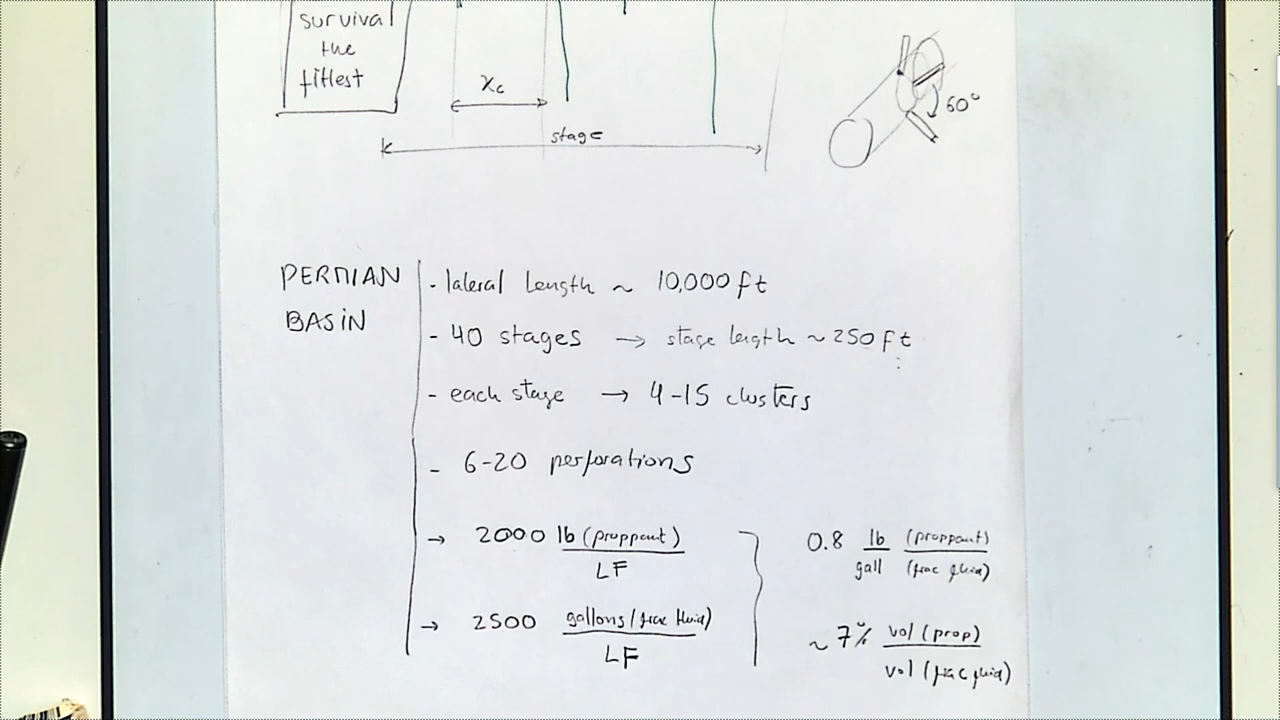 survival
the
fittest
Xc
stage
60°
PERMIAN
BASIN
- lateral length ~ 10,000 ft
- 40 stages → stage length ~ 250 ft
- each stage → 4-15 clusters
- 6-20 perforations
→ 2000 lb (proppant)
LF
→ 2500 gallons (frac fluid)
LF
0.8 lb (proppant)
gall (frac fluid)
~ 7% vol (prop)
vol (frac fluid)